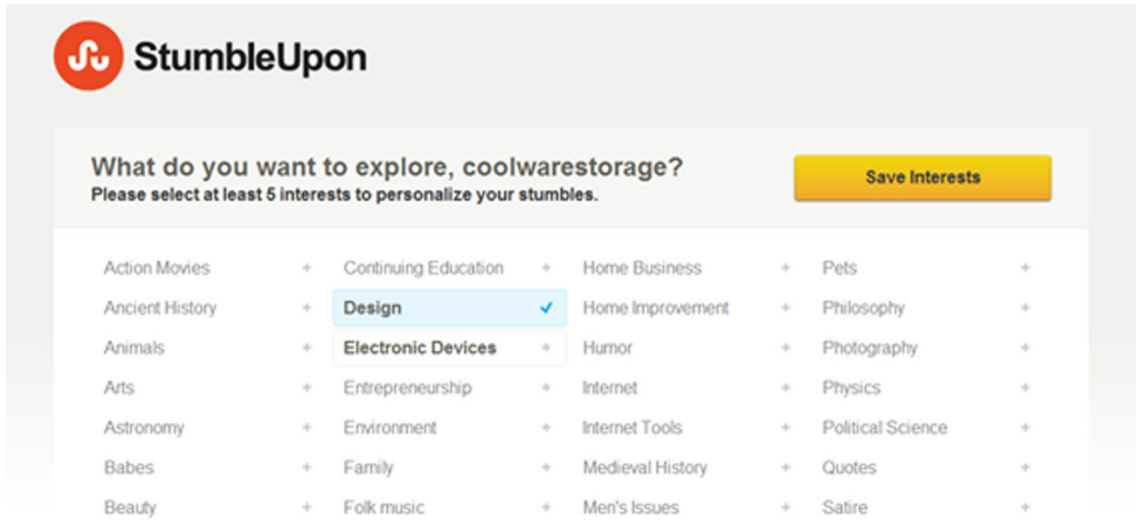 StumbleUpon
What do you want to explore, coolwarestorage?
Please select at least 5 interests to personalize your stumbles.
Save Interests
Action Movies + Continuing Education + Home Business + Pets +
Ancient History + Design ✓ Home Improvement + Philosophy +
Animals + Electronic Devices + Humor + Photography +
Arts + Entrepreneurship + Internet + Physics +
Astronomy + Environment + Internet Tools + Political Science +
Babes + Family + Medieval History + Quotes +
Beauty + Folk music + Men's Issues + Satire +